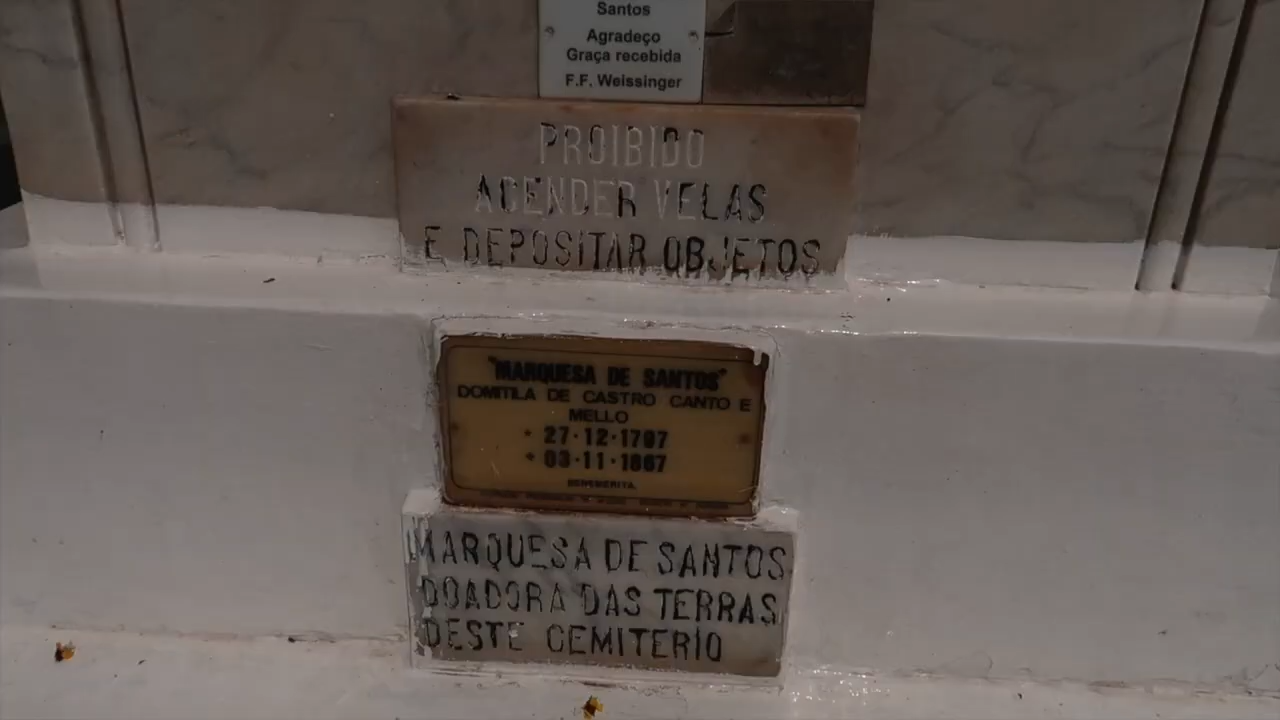 Santos
Agradeço
Graça recebida
F.F. Weissinger
PROIBIDO
ACENDER VELAS
E DEPOSITAR OBJETOS
"MARQUESA DE SANTOS"
DOMITILA DE CASTRO CANTO E
MELLO
* 27·12·1797
+ 03·11·1867
BENEMERITA
MARQUESA DE SANTOS
DOADORA DAS TERRAS
DESTE CEMITERIO